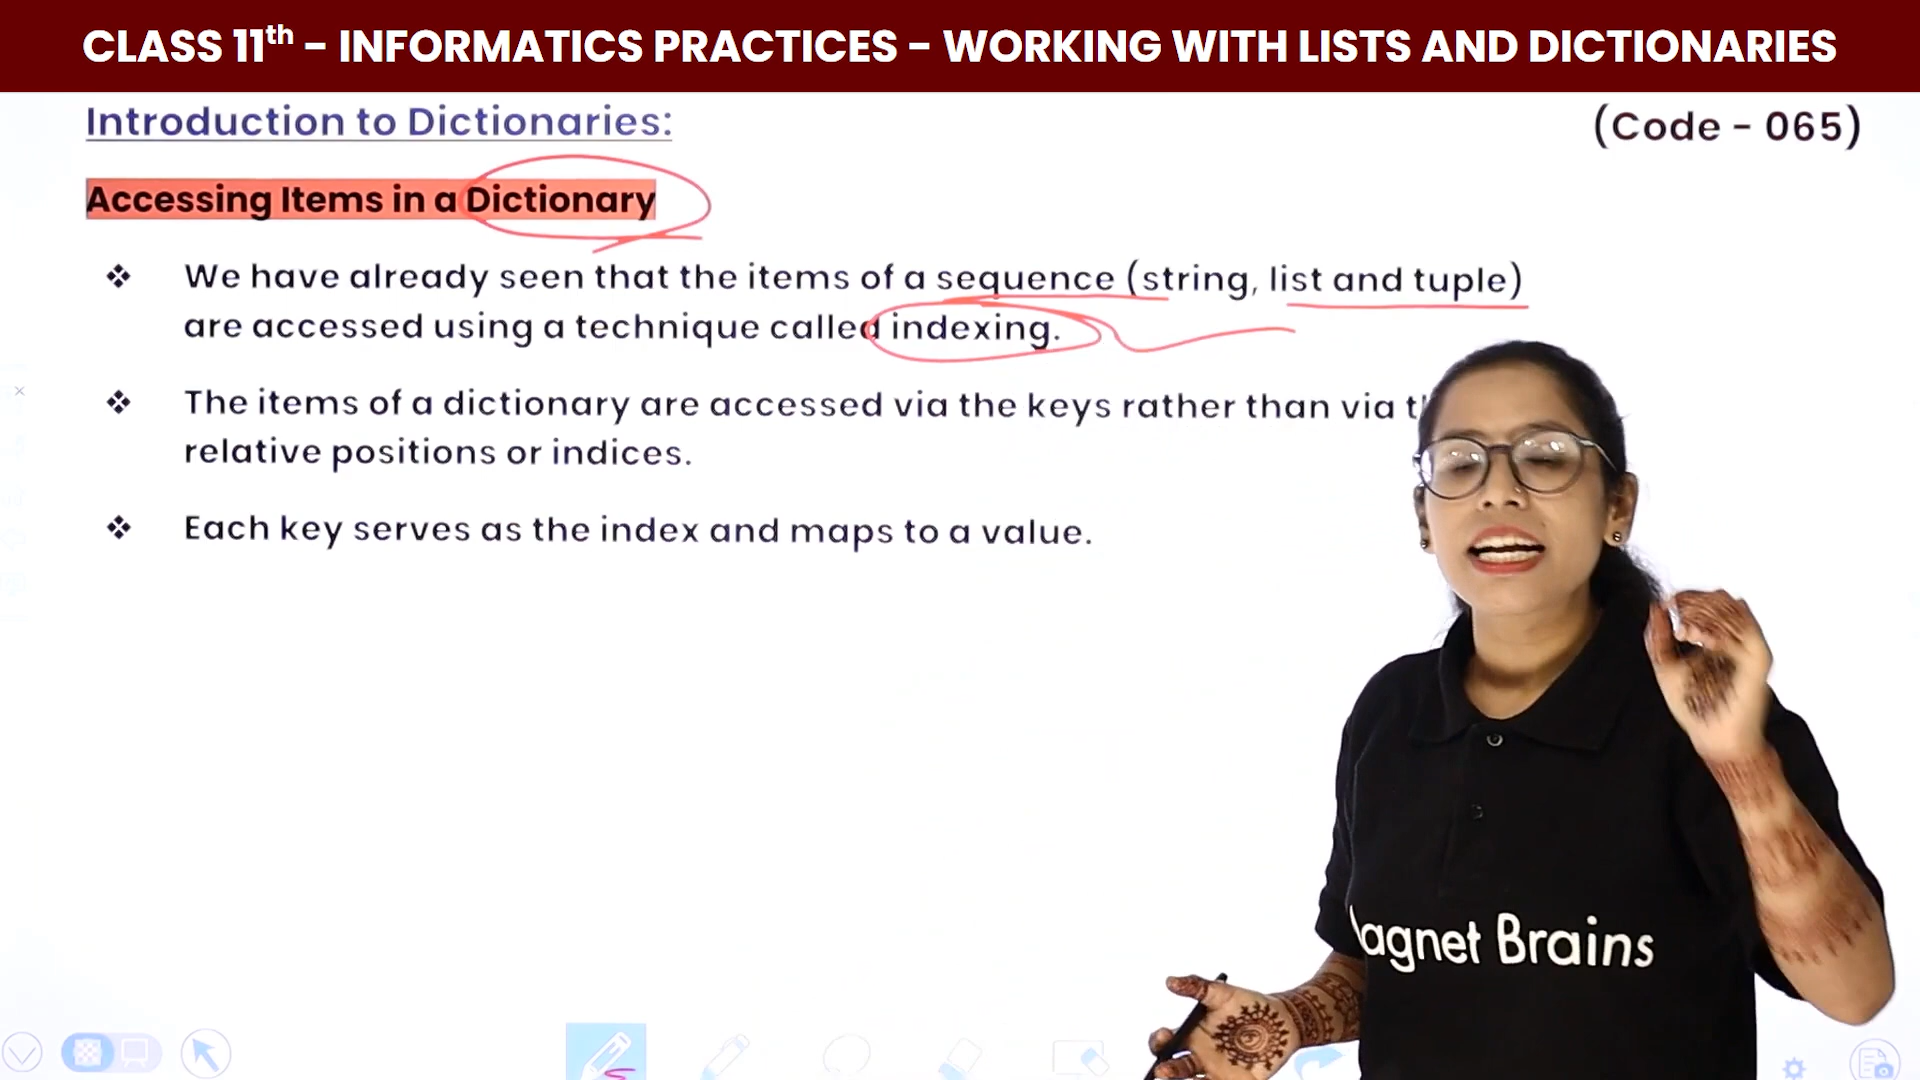 CLASS 11th - INFORMATICS PRACTICES - WORKING WITH LISTS AND DICTIONARIES
Introduction to Dictionaries:
(Code - 065)
Accessing Items in a Dictionary
❖ We have already seen that the items of a sequence (string, list and tuple)
are accessed using a technique called indexing.
❖ The items of a dictionary are accessed via the keys rather than via
relative positions or indices.
❖ Each key serves as the index and maps to a value.
agnet Brains